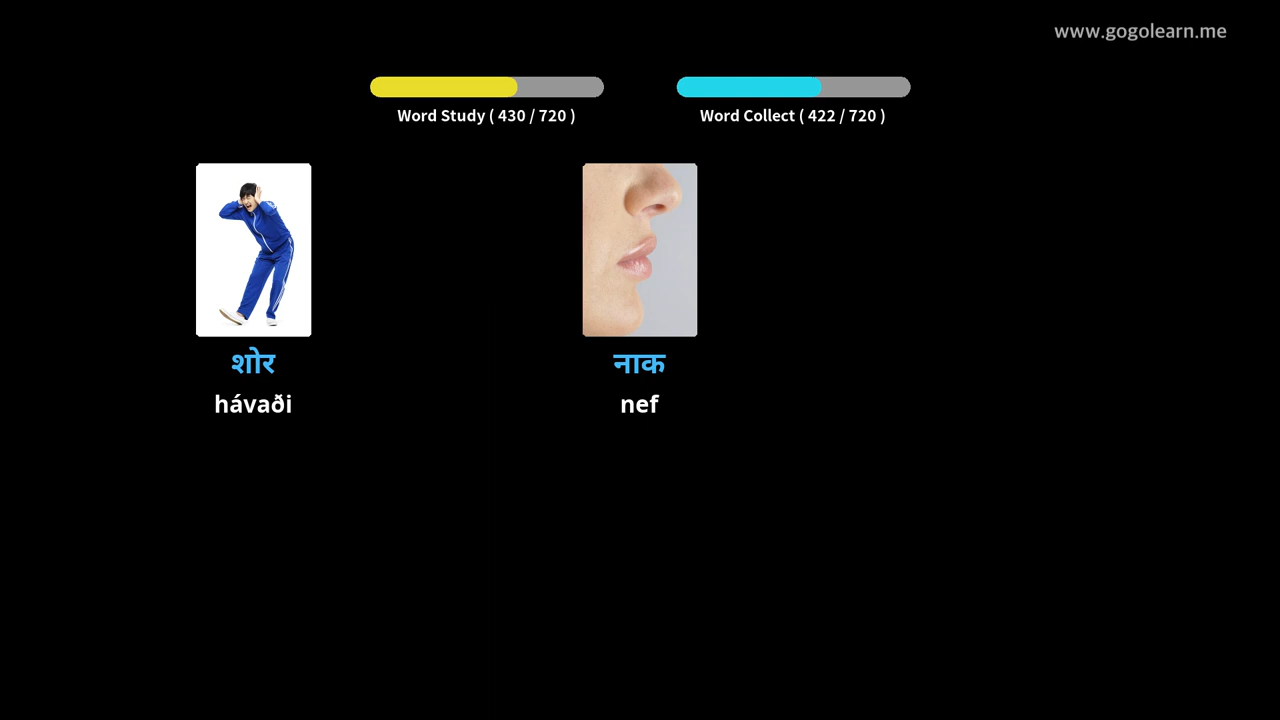 www.gogolearn.me
Word Study ( 430 / 720 )
Word Collect ( 422 / 720 )
शोर
hávaði
नाक
nef